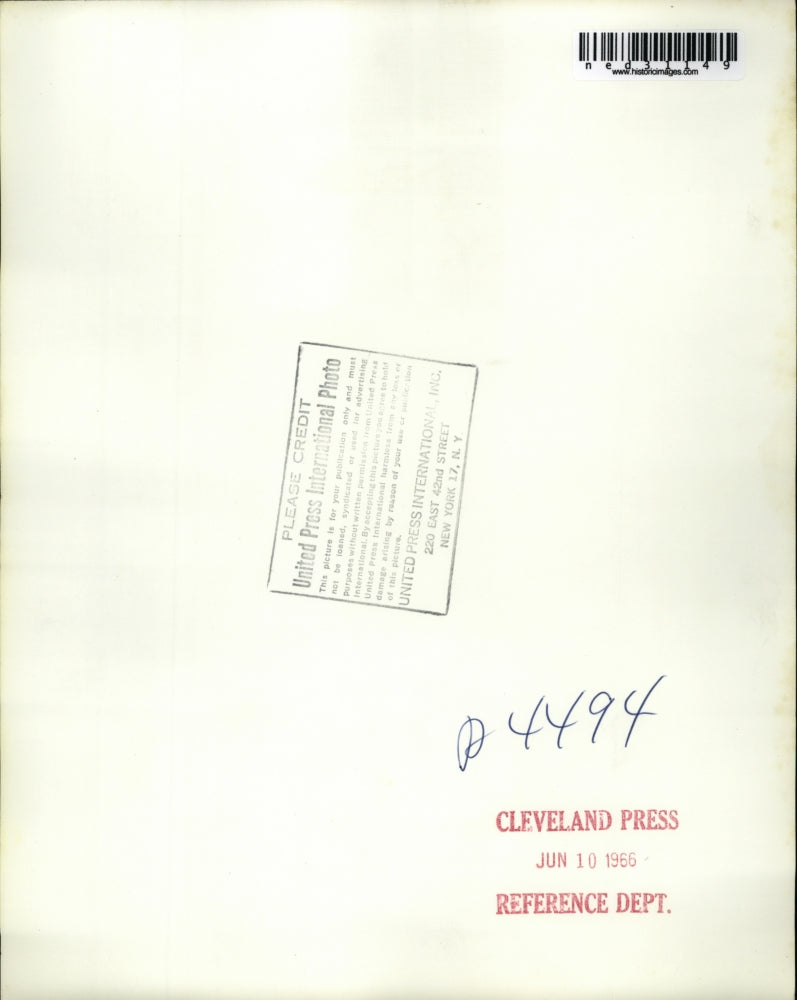 ned31149
www.historicimages.com
PLEASE CREDIT
United Press International Photo
This picture is for your publication only and must
not be loaned, syndicated or used for advertising
purposes without written permission from United Press
International. By accepting this picture you agree to hold
United Press International harmless from any loss or
damage arising by reason of your use or publication
of this picture.
UNITED PRESS INTERNATIONAL, INC.
220 EAST 42nd STREET
NEW YORK 17, N. Y
4494
CLEVELAND PRESS
JUN 10 1966
REFERENCE DEPT.